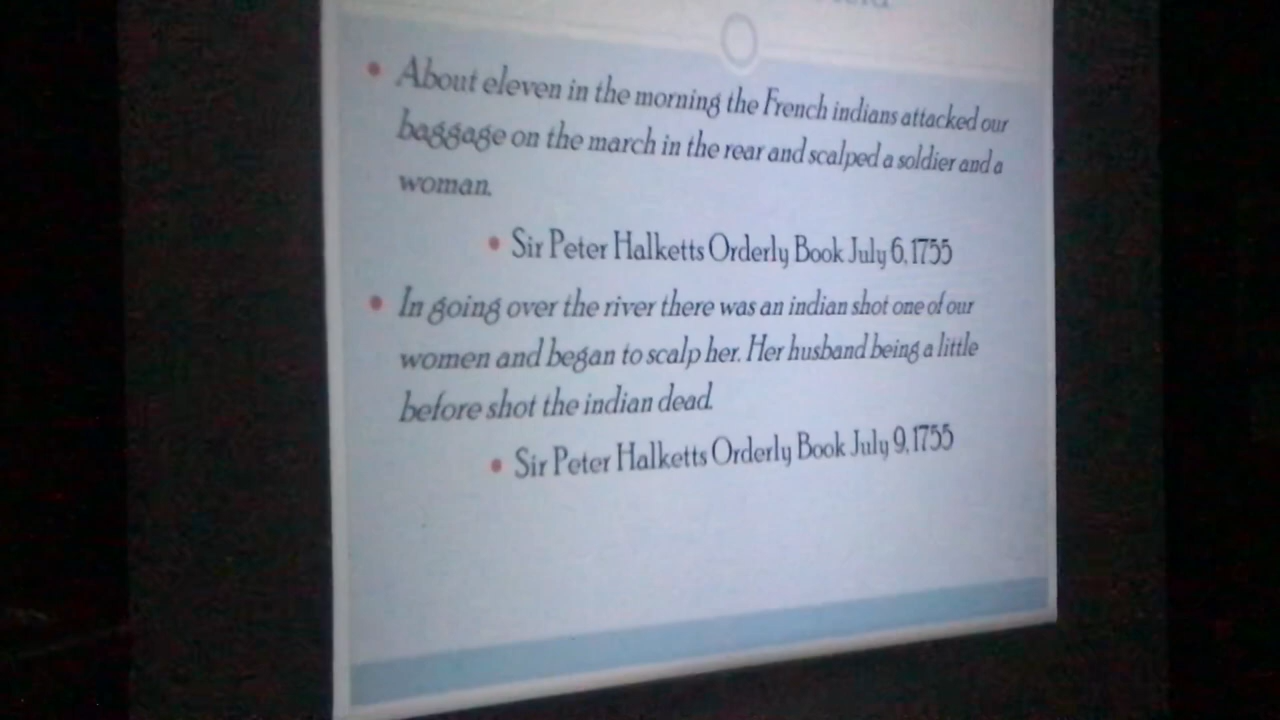 About eleven in the morning the French indians attacked our
baggage on the march in the rear and scalped a soldier and a
woman.
Sir Peter Halketts Orderly Book July 6, 1755
In going over the river there was an indian shot one of our
women and began to scalp her. Her husband being a little
before shot the indian dead.
Sir Peter Halketts Orderly Book July 9, 1755